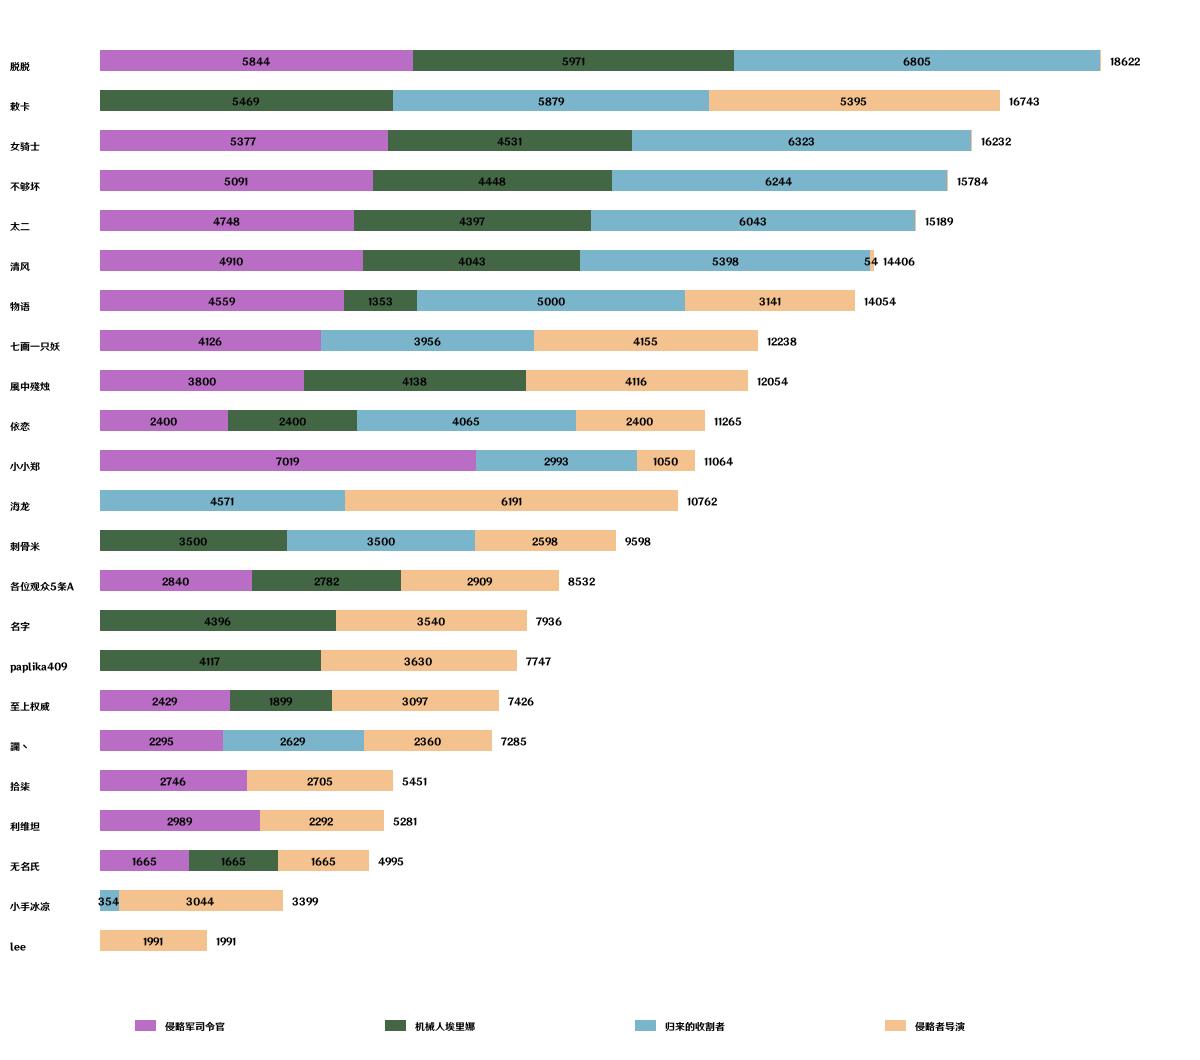 脱脱 5844 5971 6805 18622
敕卡 5469 5879 5395 16743
女骑士 5377 4531 6323 16232
不够坏 5091 4448 6244 15784
太二 4748 4397 6043 15189
清风 4910 4043 5398 54 14406
物语 4559 1353 5000 3141 14054
七画一只妖 4126 3956 4155 12238
風中殘烛 3800 4138 4116 12054
依恋 2400 2400 4065 2400 11265
小小郑 7019 2993 1050 11064
海龙 4571 6191 10762
刺骨米 3500 3500 2598 9598
各位观众5条A 2840 2782 2909 8532
名字 4396 3540 7936
paplika409 4117 3630 7747
至上权威 2429 1899 3097 7426
丶 2295 2629 2360 7285
拾柒 2746 2705 5451
利维坦 2989 2292 5281
无名氏 1665 1665 1665 4995
小手冰凉 354 3044 3399
lee 1991 1991
侵略军司令官 机械人埃里娜 归来的收割者 侵略者导演